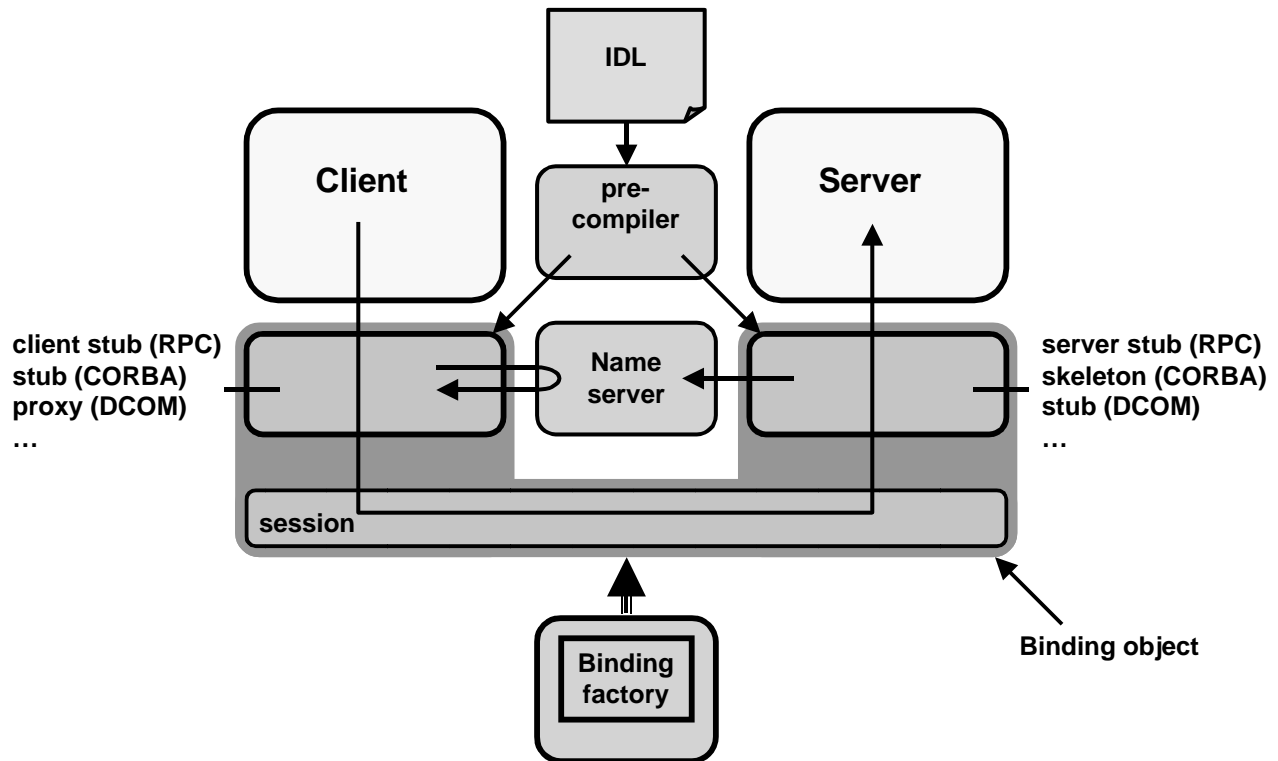 IDL
Client
pre-
compiler
Server
client stub (RPC)
stub (CORBA)
proxy (DCOM)
…
Name
server
server stub (RPC)
skeleton (CORBA)
stub (DCOM)
…
session
Binding
factory
Binding object